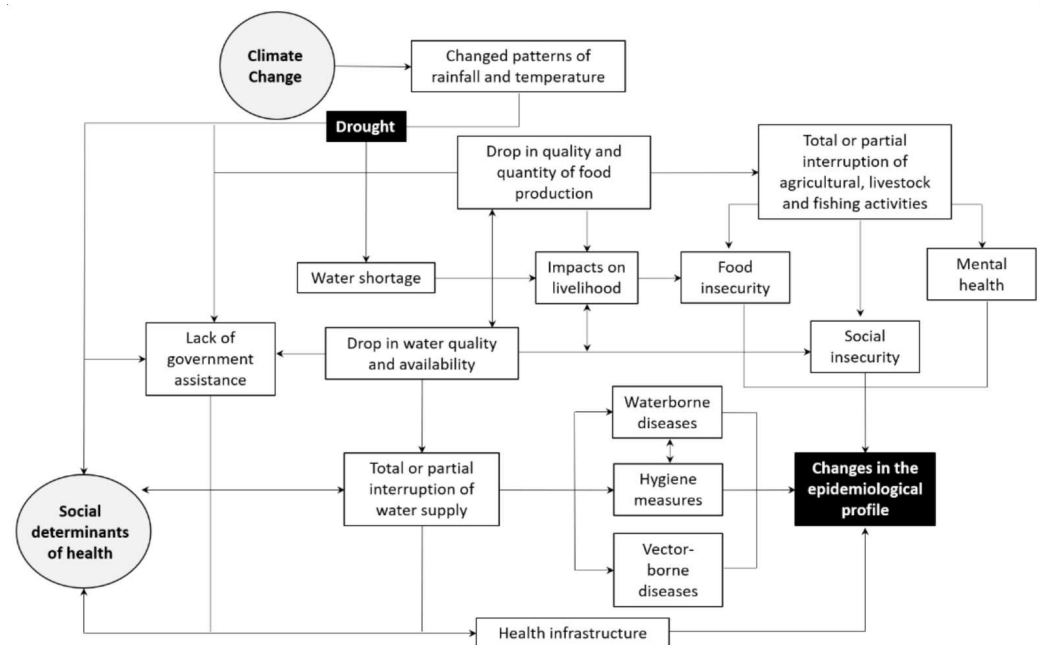 Climate
Change
Changed patterns of
rainfall and temperature
Drought
Drop in quality and
quantity of food
production
Total or partial
interruption of
agricultural, livestock
and fishing activities
Water shortage
Impacts on
livelihood
Food
insecurity
Mental
health
Lack of
government
assistance
Drop in water quality
and availability
Social
insecurity
Waterborne
diseases
Total or partial
interruption of
water supply
Hygiene
measures
Changes in the
epidemiological
profile
Social
determinants
of health
Vector-
borne
diseases
Health infrastructure